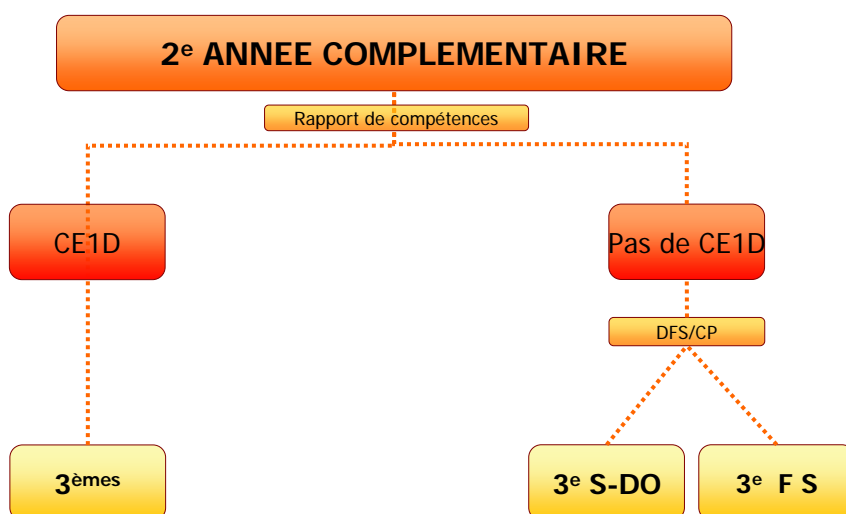 2e ANNEE COMPLEMENTAIRE
Rapport de compétences
CE1D
Pas de CE1D
DFS/CP
3èmes
3e S-DO
3e F S